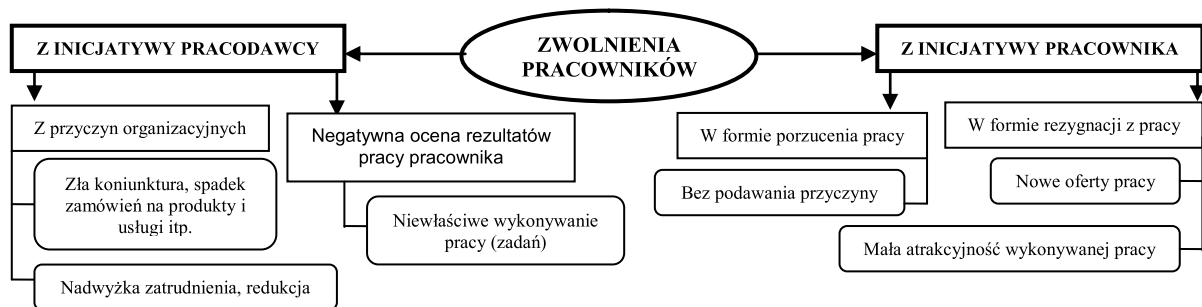 ZWOLNIENIA
PRACOWNIKÓW
Z INICJATYWY PRACODAWCY
Z przyczyn organizacyjnych
Zła koniunktura, spadek
zamówień na produkty i
usługi itp.
Nadwyżka zatrudnienia, redukcja
Negatywna ocena rezultatów
pracy pracownika
Niewłaściwe wykonywanie
pracy (zadań)
Z INICJATYWY PRACOWNIKA
W formie porzucenia pracy
Bez podawania przyczyny
W formie rezygnacji z pracy
Nowe oferty pracy
Mała atrakcyjność wykonywanej pracy